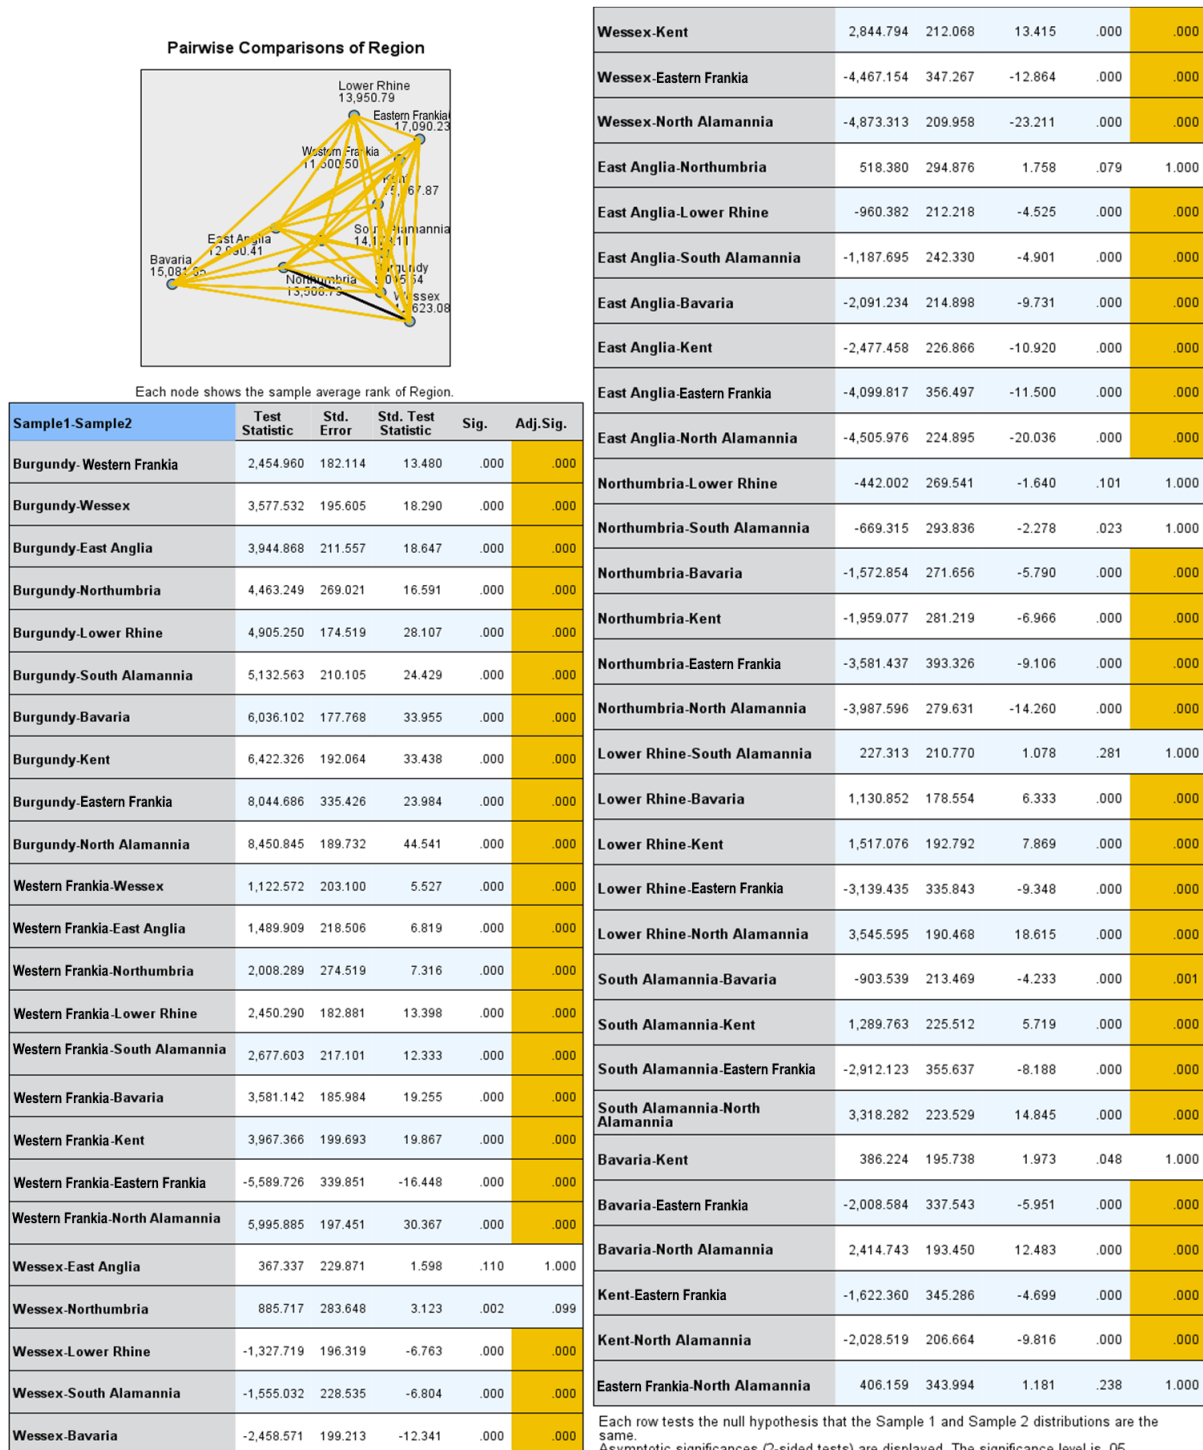 Pairwise Comparisons of Region
Lower Rhine
13,950.79
Eastern Frankia
17,090.23
Western Frankia
Kent
East Anglia
12,990.41
South Alamannia
Bavaria
Burgundy
Northumbria
13,508.79
Wessex
Each node shows the sample average rank of Region.
Sample1-Sample2 Test Statistic Std. Error Std. Test Statistic Sig. Adj.Sig.
Burgundy-Western Frankia 2,454.960 182.114 13.480 .000 .000
Burgundy-Wessex 3,577.532 195.605 18.290 .000 .000
Burgundy-East Anglia 3,944.868 211.557 18.647 .000 .000
Burgundy-Northumbria 4,463.249 269.021 16.591 .000 .000
Burgundy-Lower Rhine 4,905.250 174.519 28.107 .000 .000
Burgundy-South Alamannia 5,132.563 210.105 24.429 .000 .000
Burgundy-Bavaria 6,036.102 177.768 33.955 .000 .000
Burgundy-Kent 6,422.326 192.064 33.438 .000 .000
Burgundy-Eastern Frankia 8,044.686 335.426 23.984 .000 .000
Burgundy-North Alamannia 8,450.845 189.732 44.541 .000 .000
Western Frankia-Wessex 1,122.572 203.100 5.527 .000 .000
Western Frankia-East Anglia 1,489.909 218.506 6.819 .000 .000
Western Frankia-Northumbria 2,008.289 274.519 7.316 .000 .000
Western Frankia-Lower Rhine 2,450.290 182.881 13.398 .000 .000
Western Frankia-South Alamannia 2,677.603 217.101 12.333 .000 .000
Western Frankia-Bavaria 3,581.142 185.984 19.255 .000 .000
Western Frankia-Kent 3,967.366 199.693 19.867 .000 .000
Western Frankia-Eastern Frankia -5,589.726 339.851 -16.448 .000 .000
Western Frankia-North Alamannia 5,995.885 197.451 30.367 .000 .000
Wessex-East Anglia 367.337 229.871 1.598 .110 1.000
Wessex-Northumbria 885.717 283.648 3.123 .002 .099
Wessex-Lower Rhine -1,327.719 196.319 -6.763 .000 .000
Wessex-South Alamannia -1,555.032 228.535 -6.804 .000 .000
Wessex-Bavaria -2,458.571 199.213 -12.341 .000 .000
Wessex-Kent 2,844.794 212.068 13.415 .000 .000
Wessex-Eastern Frankia -4,467.154 347.267 -12.864 .000 .000
Wessex-North Alamannia -4,873.313 209.958 -23.211 .000 .000
East Anglia-Northumbria 518.380 294.876 1.758 .079 1.000
East Anglia-Lower Rhine -960.382 212.218 -4.525 .000 .000
East Anglia-South Alamannia -1,187.695 242.330 -4.901 .000 .000
East Anglia-Bavaria -2,091.234 214.898 -9.731 .000 .000
East Anglia-Kent -2,477.458 226.866 -10.920 .000 .000
East Anglia-Eastern Frankia -4,099.817 356.497 -11.500 .000 .000
East Anglia-North Alamannia -4,505.976 224.895 -20.036 .000 .000
Northumbria-Lower Rhine -442.002 269.541 -1.640 .101 1.000
Northumbria-South Alamannia -669.315 293.836 -2.278 .023 1.000
Northumbria-Bavaria -1,572.854 271.656 -5.790 .000 .000
Northumbria-Kent -1,959.077 281.219 -6.966 .000 .000
Northumbria-Eastern Frankia -3,581.437 393.326 -9.106 .000 .000
Northumbria-North Alamannia -3,987.596 279.631 -14.260 .000 .000
Lower Rhine-South Alamannia 227.313 210.770 1.078 .281 1.000
Lower Rhine-Bavaria 1,130.852 178.554 6.333 .000 .000
Lower Rhine-Kent 1,517.076 192.792 7.869 .000 .000
Lower Rhine-Eastern Frankia -3,139.435 335.843 -9.348 .000 .000
Lower Rhine-North Alamannia 3,545.595 190.468 18.615 .000 .000
South Alamannia-Bavaria -903.539 213.469 -4.233 .000 .001
South Alamannia-Kent 1,289.763 225.512 5.719 .000 .000
South Alamannia-Eastern Frankia -2,912.123 355.637 -8.188 .000 .000
South Alamannia-North Alamannia 3,318.282 223.529 14.845 .000 .000
Bavaria-Kent 386.224 195.738 1.973 .048 1.000
Bavaria-Eastern Frankia -2,008.584 337.543 -5.951 .000 .000
Bavaria-North Alamannia 2,414.743 193.450 12.483 .000 .000
Kent-Eastern Frankia -1,622.360 345.286 -4.699 .000 .000
Kent-North Alamannia -2,028.519 206.664 -9.816 .000 .000
Eastern Frankia-North Alamannia 406.159 343.994 1.181 .238 1.000
Each row tests the null hypothesis that the Sample 1 and Sample 2 distributions are the
same.
Asymptotic significances (2-sided tests) are displayed. The significance level is .05.